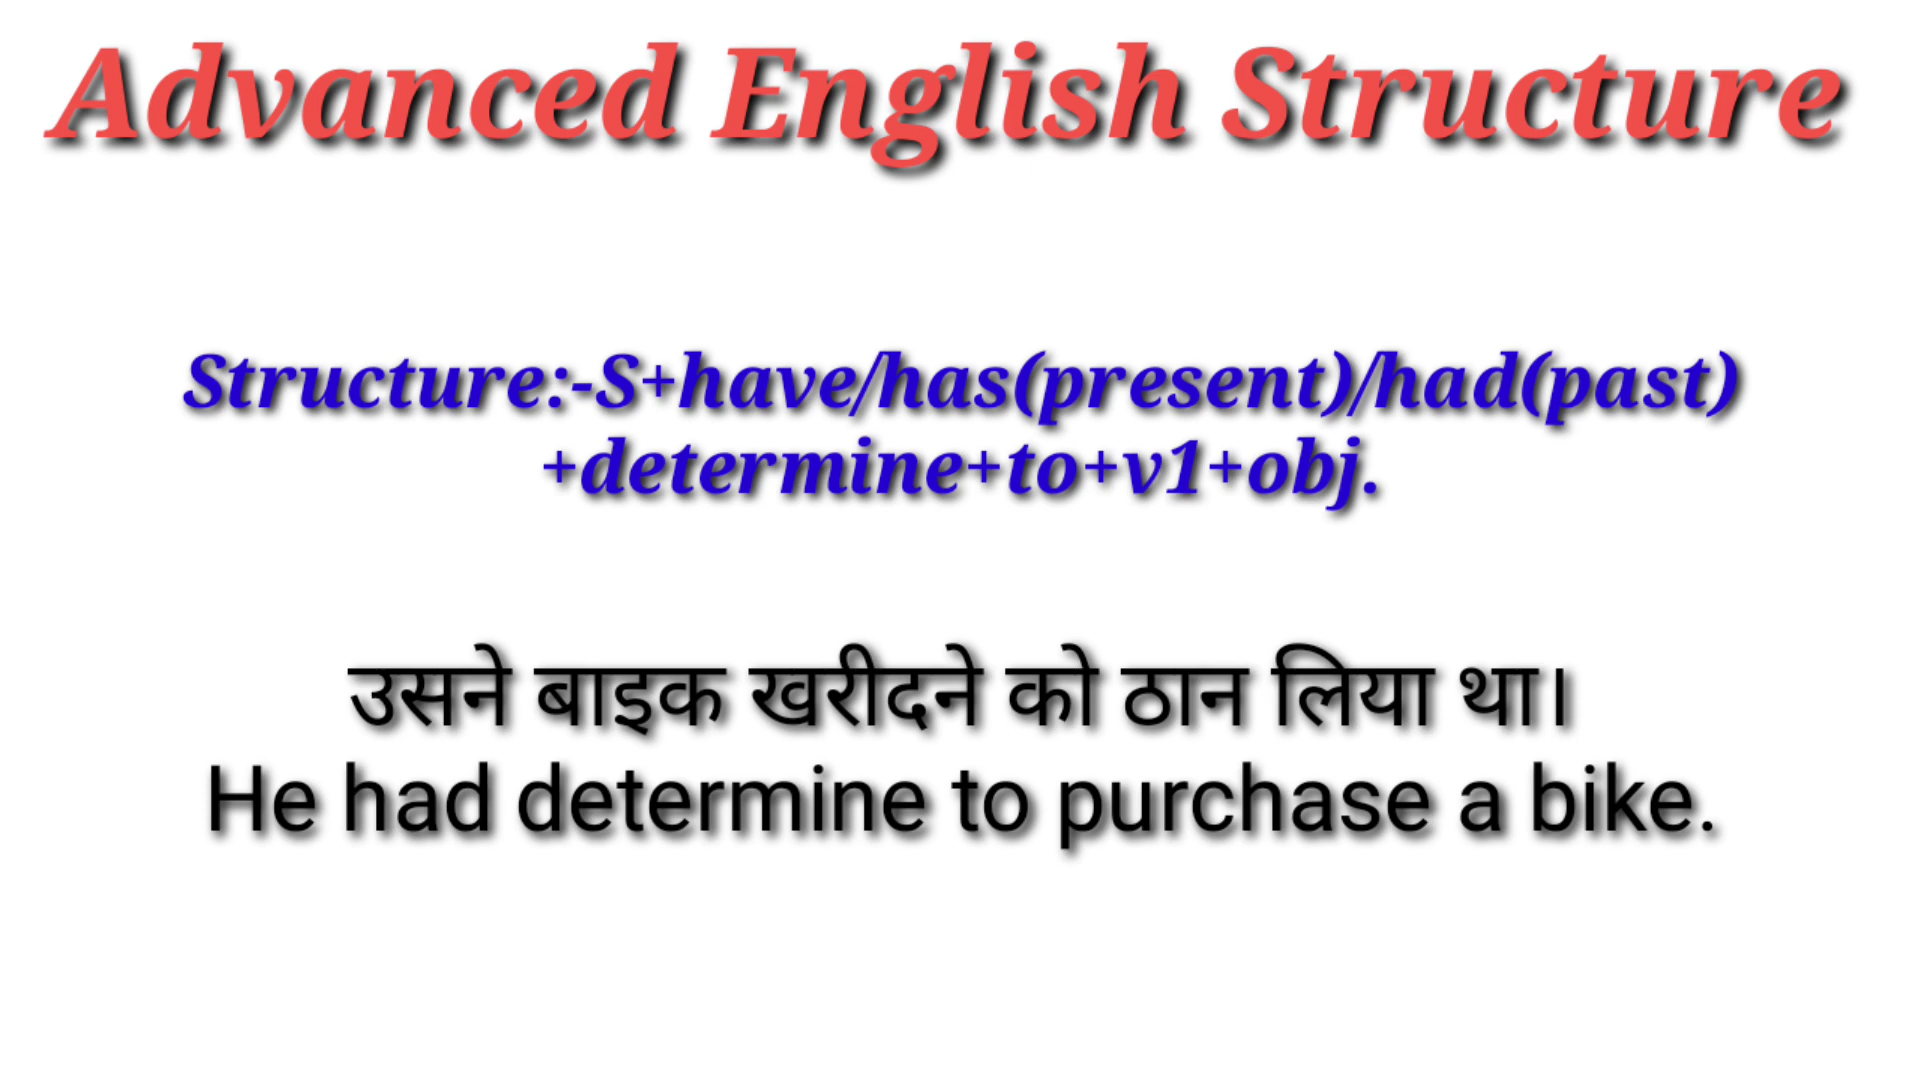 Advanced English Structure
Structure:-S+have/has(present)/had(past)
+determine+to+v1+obj.
उसने बाइक खरीदने को ठान लिया था।
He had determine to purchase a bike.